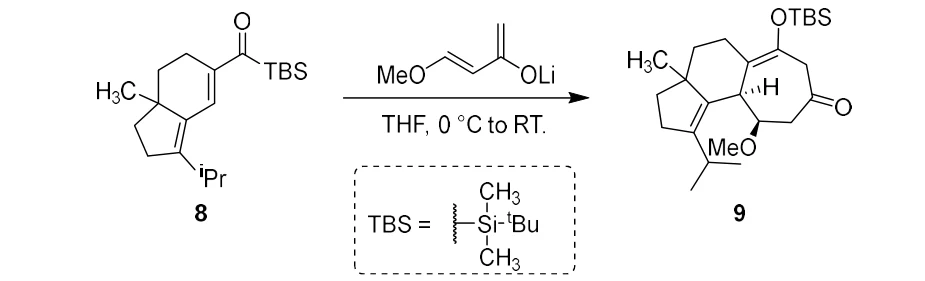 O
TBS
H₃C
ⁱPr
8
MeO
OLi
THF, 0 °C to RT.
TBS =
CH₃
Si-ᵗBu
CH₃
OTBS
H₃C
H
O
MeO
9